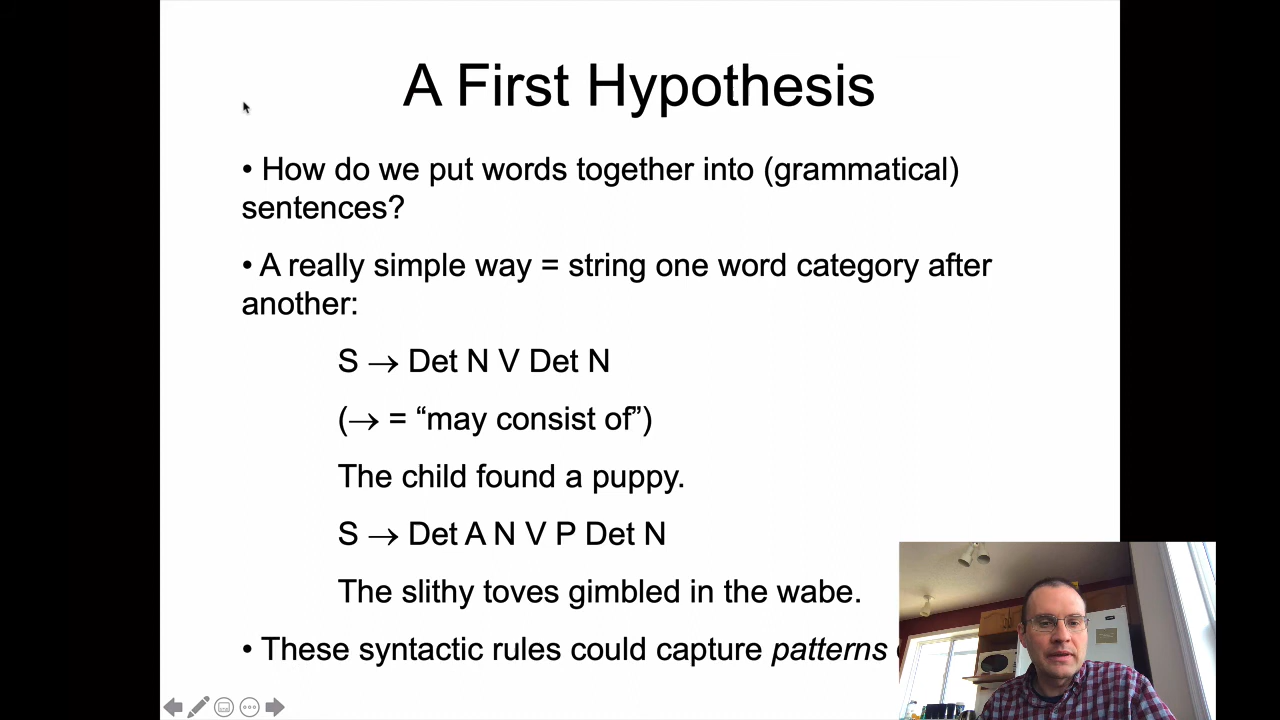 A First Hypothesis
• How do we put words together into (grammatical)
sentences?
• A really simple way = string one word category after
another:
S → Det N V Det N
(→ = “may consist of”)
The child found a puppy.
S → Det A N V P Det N
The slithy toves gimbled in the wabe.
• These syntactic rules could capture patterns